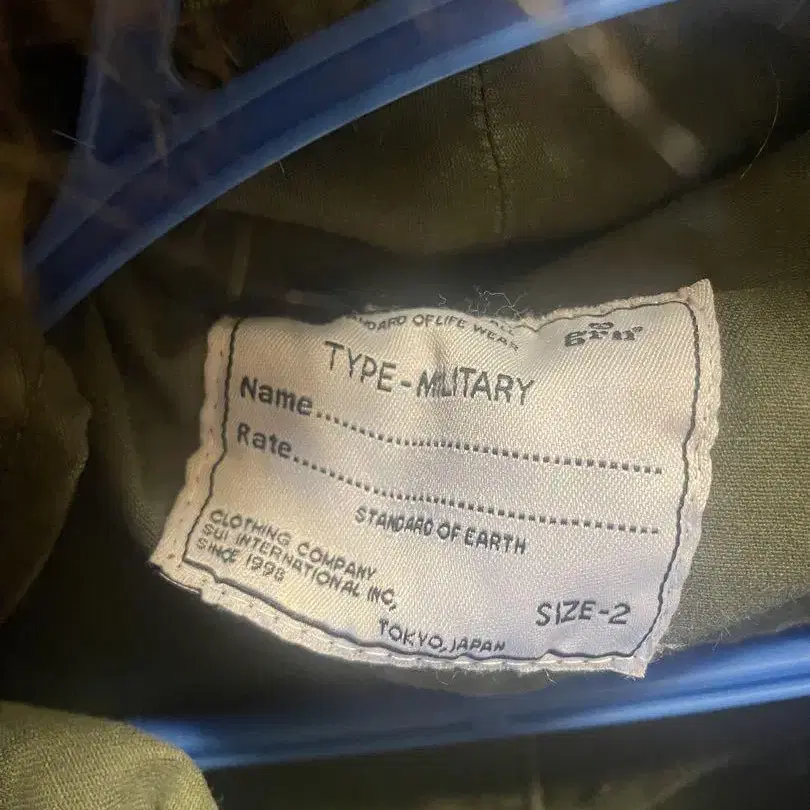 STANDARD OF LIFE WEAR
grn
TYPE-MILITARY
Name
Rate
STANDARD OF EARTH
CLOTHING COMPANY
SUI INTERNATIONAL INC,
SINCE 1998
SIZE-2
TOKYO, JAPAN